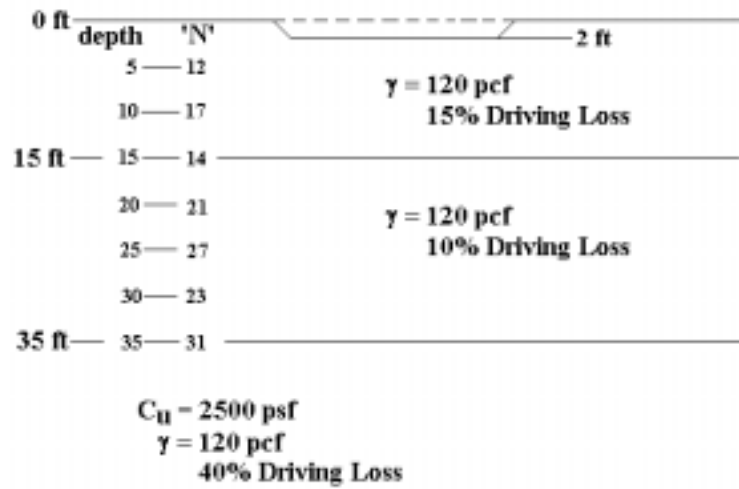 0 ft
depth 'N'
2 ft
5 12
γ = 120 pcf
10 17
15% Driving Loss
15 ft 15 14
20 21
γ = 120 pcf
25 27
10% Driving Loss
30 23
35 ft 35 31
Cu = 2500 psf
γ = 120 pcf
40% Driving Loss